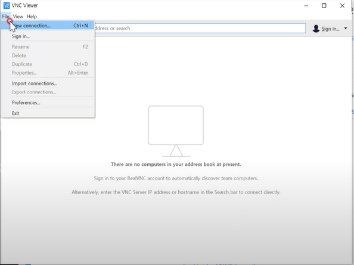 VNC Viewer
File View Help
New connection... Ctrl+N
address or search
Sign in...
Sign in...
Rename F2
Delete
Duplicate Ctrl+D
Properties... Alt+Enter
Import connections...
Export connections...
Preferences...
Exit
There are no computers in your address book at present.
Sign in to your RealVNC account to automatically discover team computers.
Alternatively, enter the VNC Server IP address or hostname in the Search bar to connect directly.